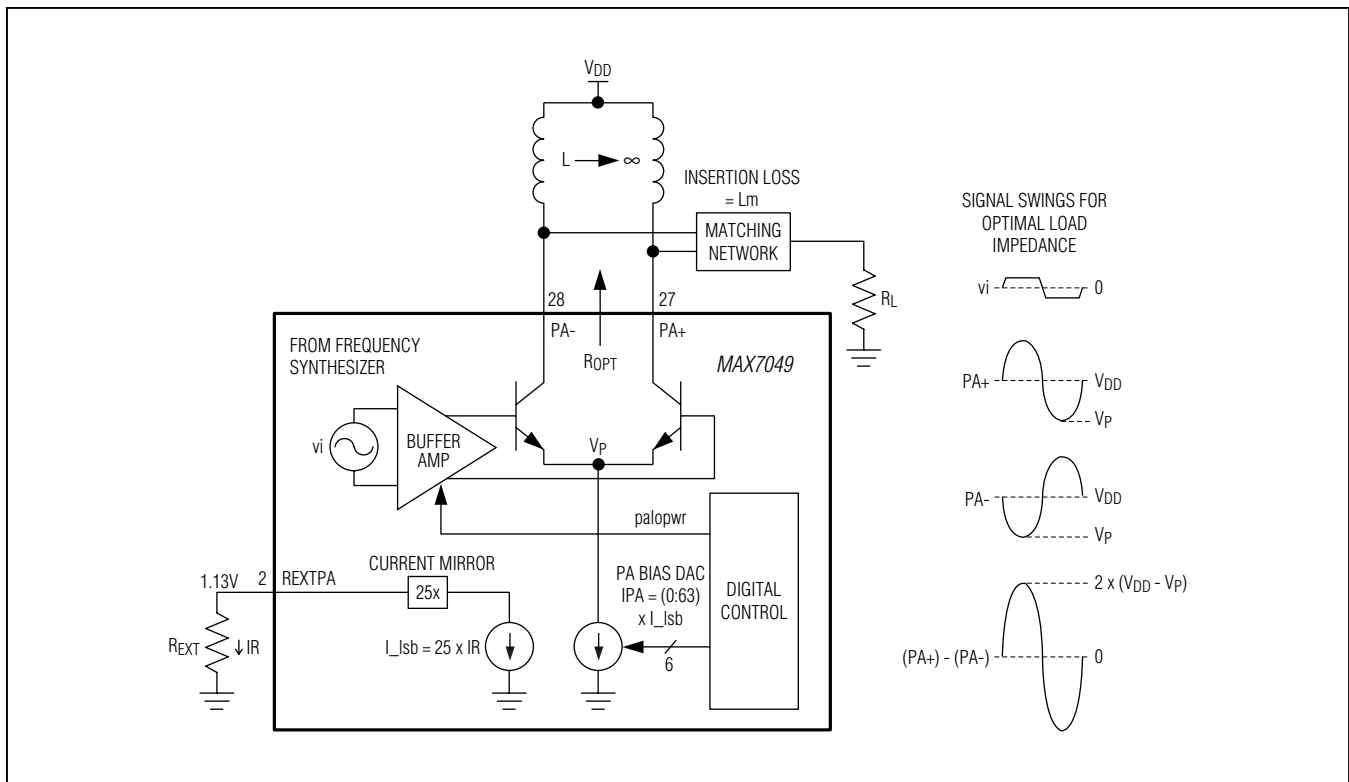 VDD
L → ∞
INSERTION LOSS
= Lm
MATCHING
NETWORK
RL
28
27
PA-
PA+
ROPT
MAX7049
FROM FREQUENCY
SYNTHESIZER
vi
BUFFER
AMP
VP
palopwr
DIGITAL
CONTROL
PA BIAS DAC
IPA = (0:63)
x I_lsb
6
CURRENT MIRROR
25x
I_lsb = 25 x IR
1.13V
2
REXTPA
REXT
↓ IR
SIGNAL SWINGS FOR
OPTIMAL LOAD
IMPEDANCE
vi
0
PA+
VDD
VP
PA-
VDD
VP
2 x (VDD - VP)
(PA+) - (PA-)
0